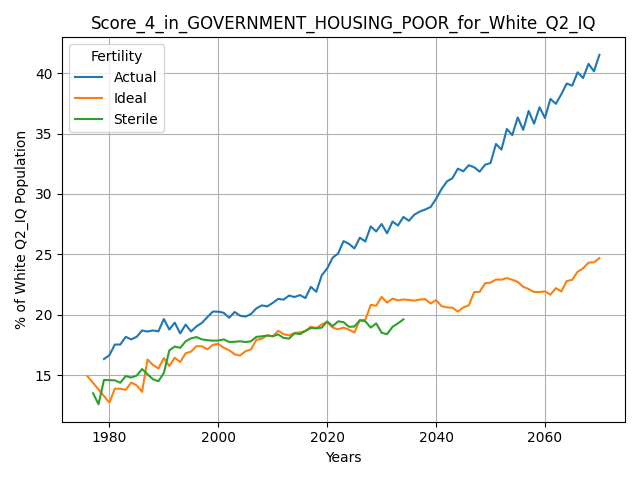 Score_4_in_GOVERNMENT_HOUSING_POOR_for_White_Q2_IQ
Fertility
Actual
Ideal
Sterile
% of White Q2_IQ Population
40
35
30
25
20
15
1980
2000
2020
2040
2060
Years